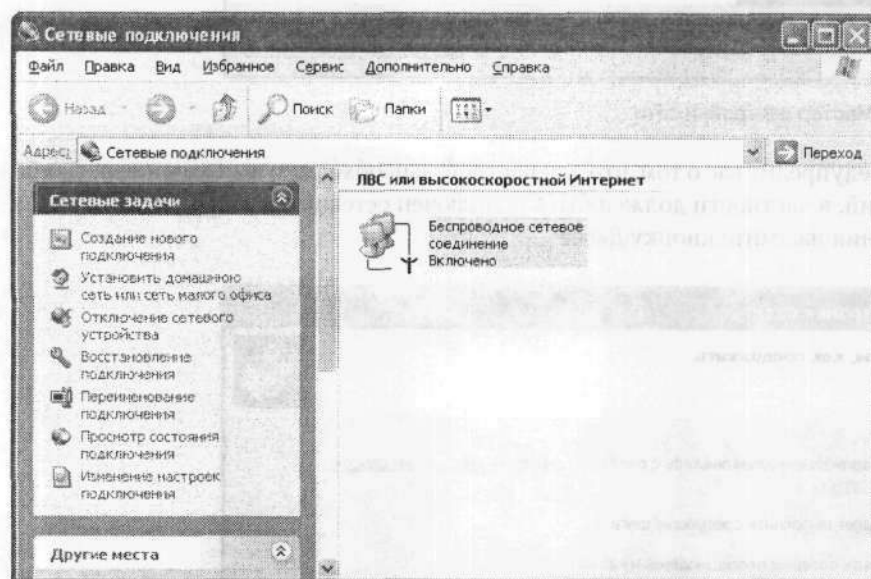 Сетевые подключения
Файл Правка Вид Избранное Сервис Дополнительно Справка
Назад Поиск Папки
Адрес: Сетевые подключения Переход
Сетевые задачи
Создание нового
подключения
Установить домашнюю
сеть или сеть малого офиса
Отключение сетевого
устройства
Восстановление
подключения
Переименование
подключения
Просмотр состояния
подключения
Изменение настроек
подключения
Другие места
ЛВС или высокоскоростной Интернет
Беспроводное сетевое
соединение
Включено